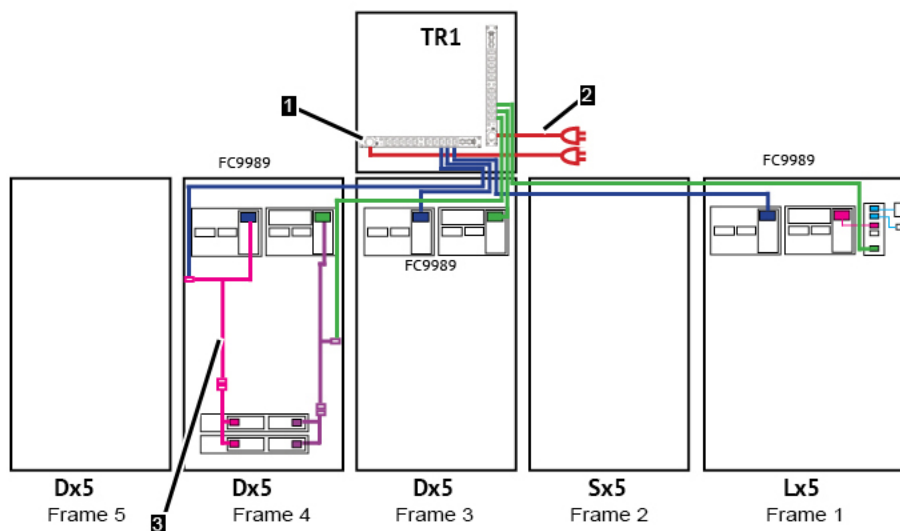 TR1
1
2
FC9989
FC9989
FC9989
3
Dx5
Dx5
Dx5
Sx5
Lx5
Frame 5
Frame 4
Frame 3
Frame 2
Frame 1